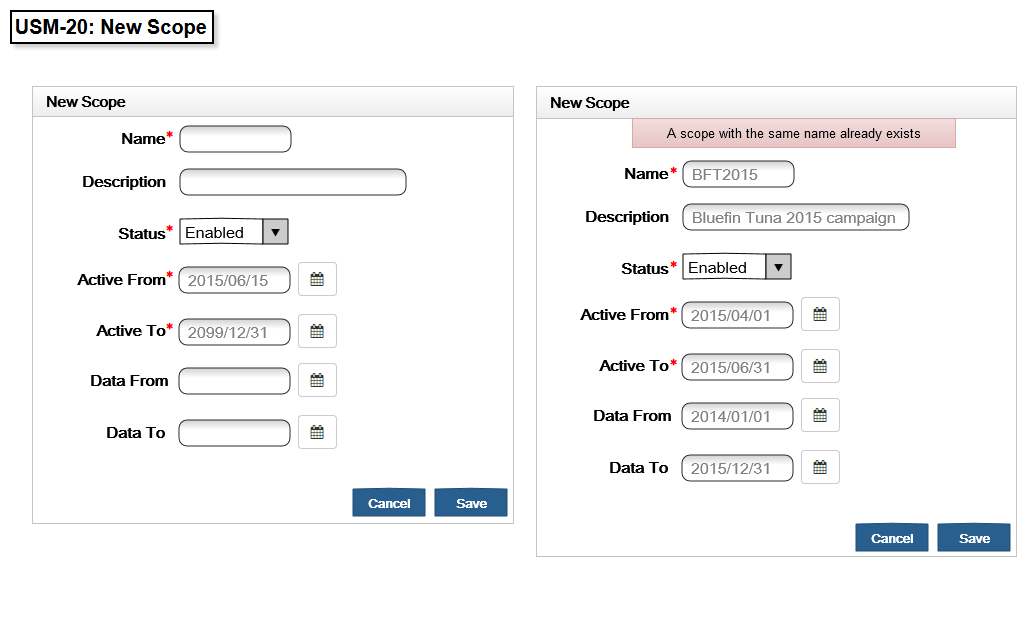 USM-20: New Scope
New Scope
Name*
Description
Status* Enabled
Active From* 2015/06/15
Active To* 2099/12/31
Data From
Data To
Cancel Save
New Scope
A scope with the same name already exists
Name* BFT2015
Description Bluefin Tuna 2015 campaign
Status* Enabled
Active From* 2015/04/01
Active To* 2015/06/31
Data From 2014/01/01
Data To 2015/12/31
Cancel Save